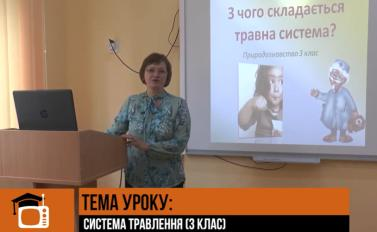 З чого складається
травна система?
Природознавство 3 клас
ТЕМА УРОКУ:
СИСТЕМА ТРАВЛЕННЯ (3 КЛАС)